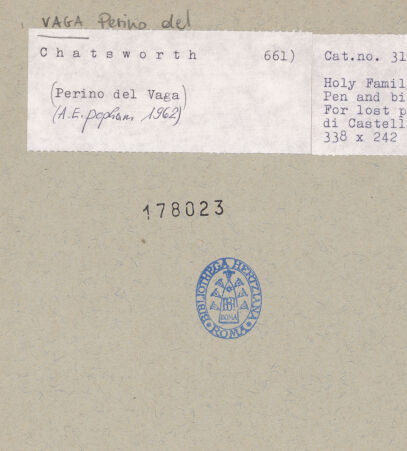 VAGA Perino del
Chatsworth 661)
(Perino del Vaga)
(A.E. Popham 1962)
Cat.no. 31
Holy Famil
Pen and bi
For lost p
di Castell
338 x 242
178023
BIBLIOTHECA HERTZIANA
ROMA